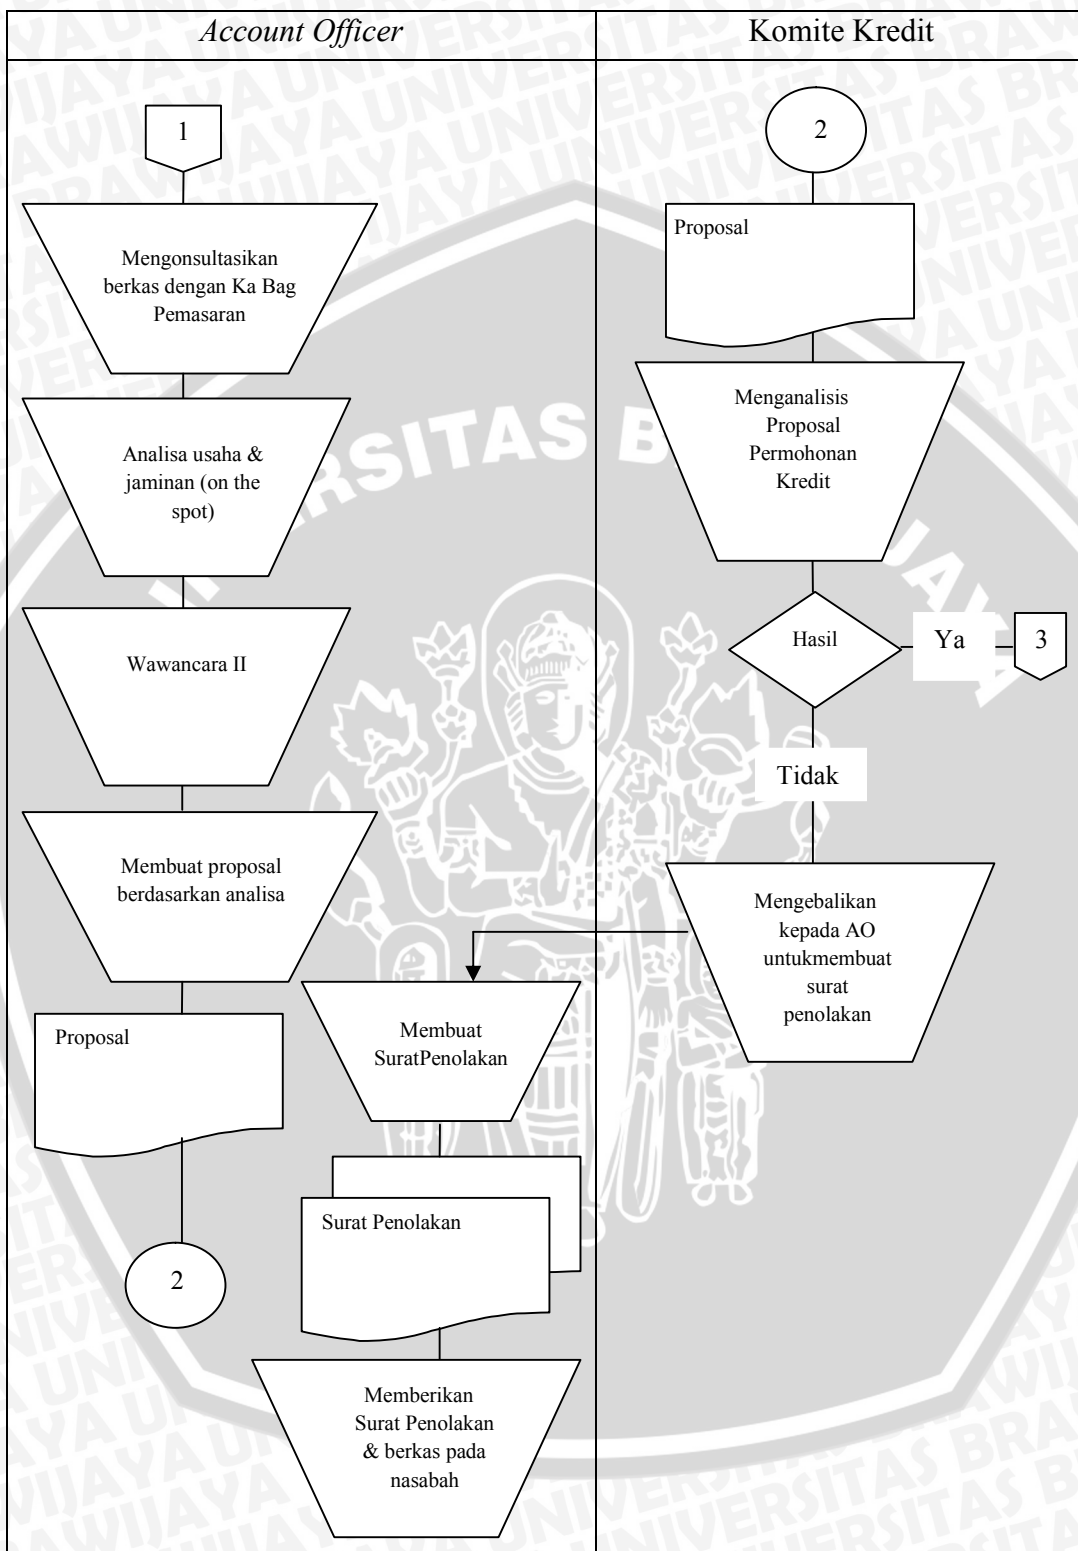 Account Officer
Komite Kredit
1
Mengonsultasikan
berkas dengan Ka Bag
Pemasaran
Analisa usaha &
jaminan (on the
spot)
Wawancara II
Membuat proposal
berdasarkan analisa
Proposal
2
Membuat
SuratPenolakan
Surat Penolakan
Memberikan
Surat Penolakan
& berkas pada
nasabah
2
Proposal
Menganalisis
Proposal
Permohonan
Kredit
Hasil
Ya
3
Tidak
Mengebalikan
kepada AO
untukmembuat
surat
penolakan